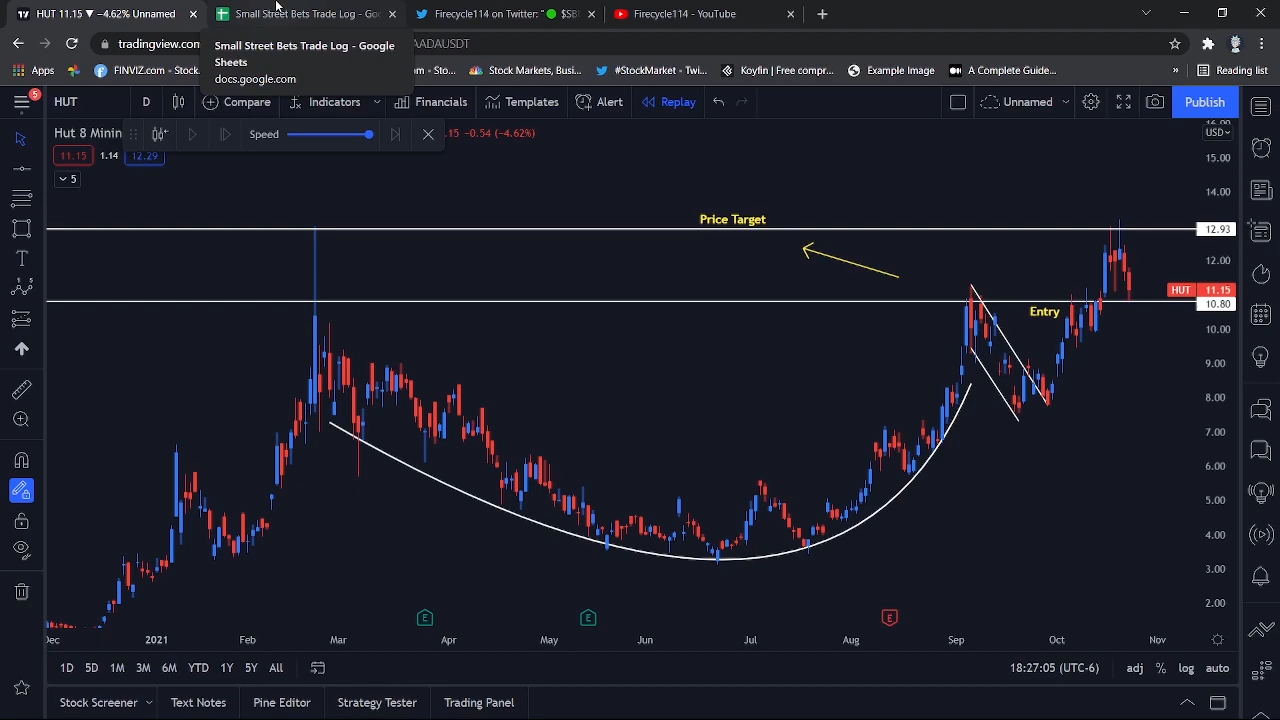 HUT 11.15 ▼ −4.62% Unnamed
Small Street Bets Trade Log - Goo
Firecycle114 on Twitter: " $SB
Firecycle114 - YouTube
tradingview.com
AADAUSDT
Small Street Bets Trade Log - Google
Sheets
docs.google.com
Apps
FINVIZ.com - Stock
om - Sto...
Stock Markets, Busi...
#StockMarket - Twi...
Koyfin | Free compr...
Example Image
A Complete Guide...
»
Reading list
5
HUT
D
Compare
Indicators
Financials
Templates
Alert
Replay
Unnamed
Publish
Hut 8 Minin
Speed
.15 −0.54 (−4.62%)
11.15
1.14
12.29
5
USD
16.00
15.00
14.00
Price Target
12.93
12.00
HUT 11.15
10.80
Entry
10.00
9.00
8.00
7.00
6.00
5.00
4.00
3.00
2.00
E
E
E
Dec
2021
Feb
Mar
Apr
May
Jun
Jul
Aug
Sep
Oct
Nov
1D 5D 1M 3M 6M YTD 1Y 5Y All
18:27:05 (UTC-6)
adj % log auto
Stock Screener
Text Notes
Pine Editor
Strategy Tester
Trading Panel